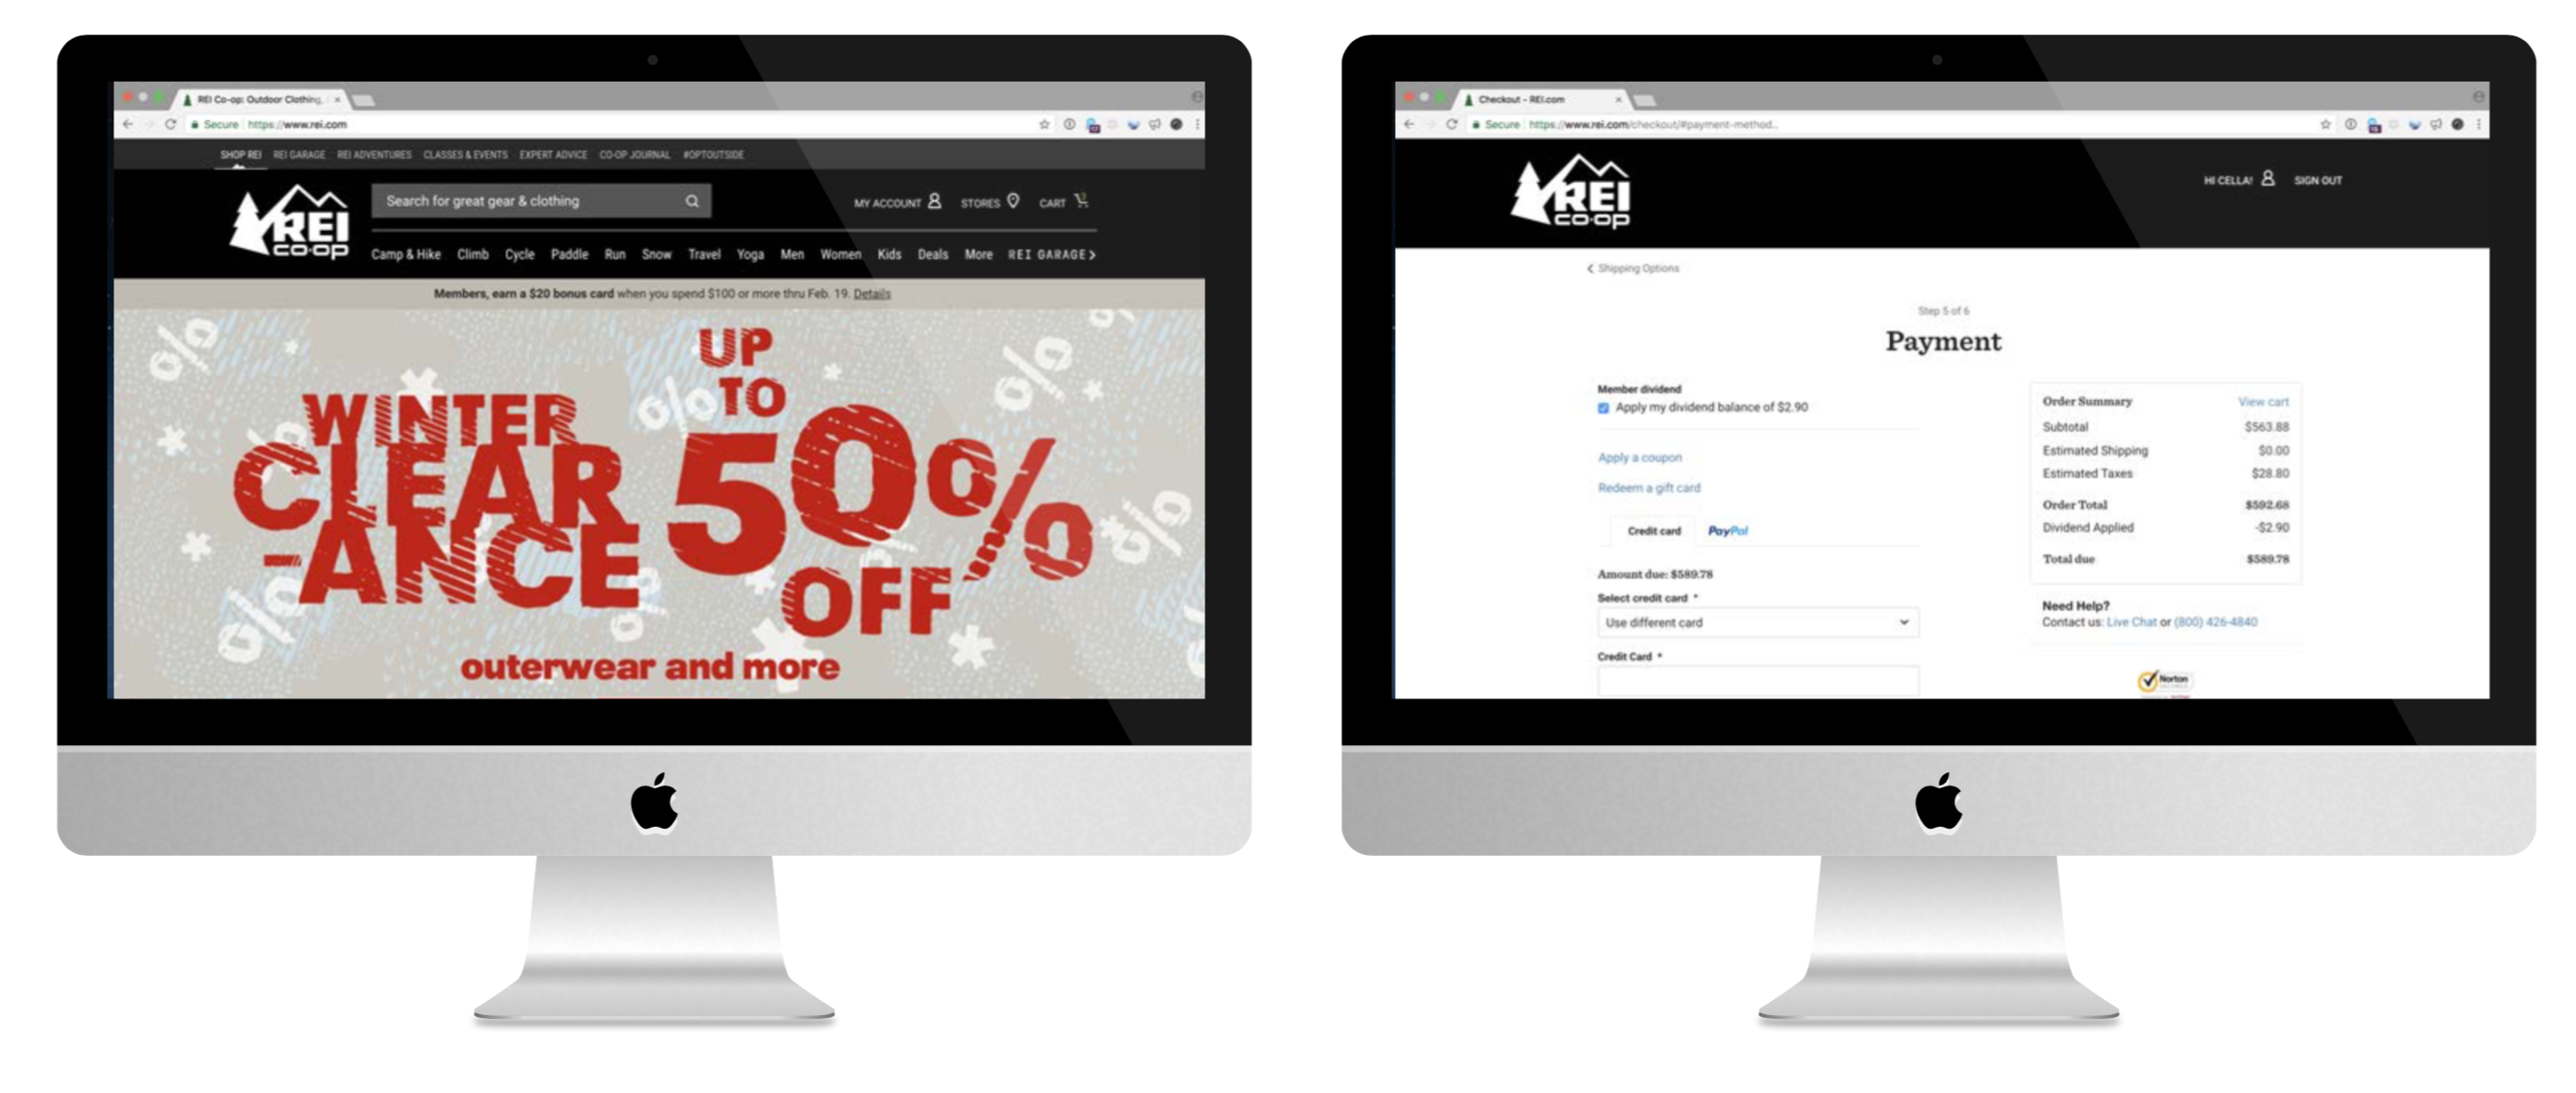 REI Co-op: Outdoor Clothing,
Secure https://www.rei.com
SHOP REI REI GARAGE REI ADVENTURES CLASSES & EVENTS EXPERT ADVICE CO-OP JOURNAL #OPTOUTSIDE
REI
CO·OP
Search for great gear & clothing
MY ACCOUNT STORES CART
Camp & Hike Climb Cycle Paddle Run Snow Travel Yoga Men Women Kids Deals More REI GARAGE >
Members, earn a $20 bonus card when you spend $100 or more thru Feb. 19. Details
WINTER
CLEAR
-ANCE
UP
TO
50%
OFF
outerwear and more
Checkout - REI.com
Secure https://www.rei.com/checkout/#payment-method...
REI
CO·OP
HI CELLA! SIGN OUT
< Shipping Options
Step 5 of 6
Payment
Member dividend
Apply my dividend balance of $2.90
Apply a coupon
Redeem a gift card
Credit card PayPal
Amount due: $589.78
Select credit card *
Use different card
Credit Card *
Order Summary View cart
Subtotal $563.88
Estimated Shipping $0.00
Estimated Taxes $28.80
Order Total $592.68
Dividend Applied -$2.90
Total due $589.78
Need Help?
Contact us: Live Chat or (800) 426-4840
Norton